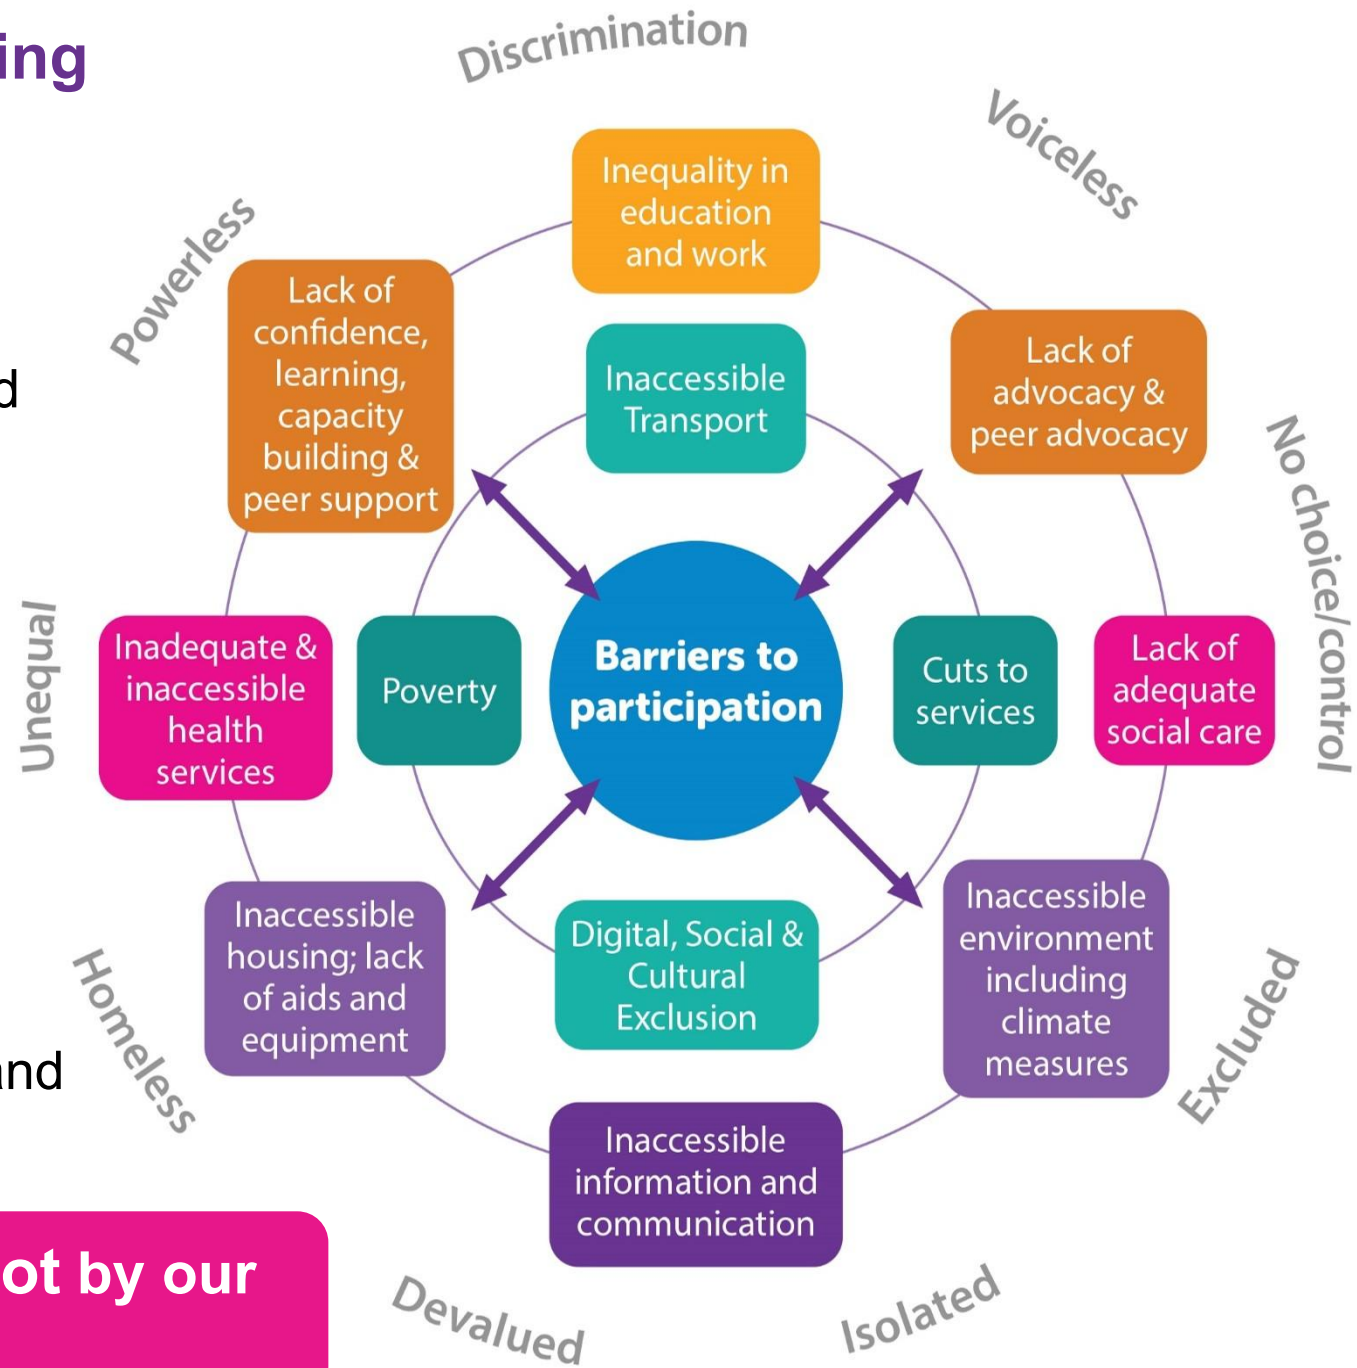 ing
d
and
ot by our
Discrimination
Voiceless
No choice/control
Excluded
Isolated
Devalued
Homeless
Unequal
Powerless
Inequality in
education
and work
Lack of
advocacy &
peer advocacy
Lack of
adequate
social care
Inaccessible
environment
including
climate
measures
Inaccessible
information and
communication
Inaccessible
housing; lack
of aids and
equipment
Inadequate &
inaccessible
health
services
Lack of
confidence,
learning,
capacity
building &
peer support
Inaccessible
Transport
Cuts to
services
Digital, Social &
Cultural
Exclusion
Poverty
Barriers to
participation